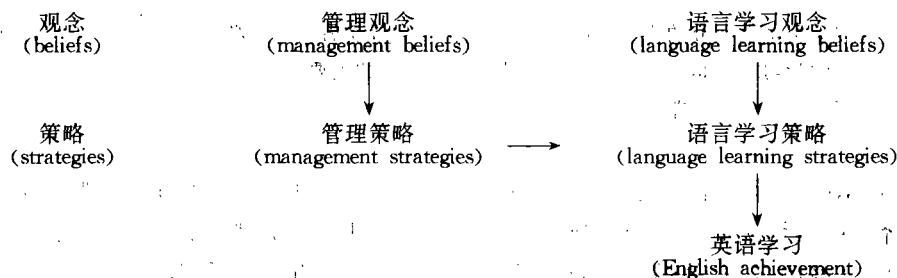 观念 管理观念 语言学习观念
(beliefs) (management beliefs) (language learning beliefs)
策略 管理策略 语言学习策略
(strategies) (management strategies) (language learning strategies)
英语学习
(English achievement)